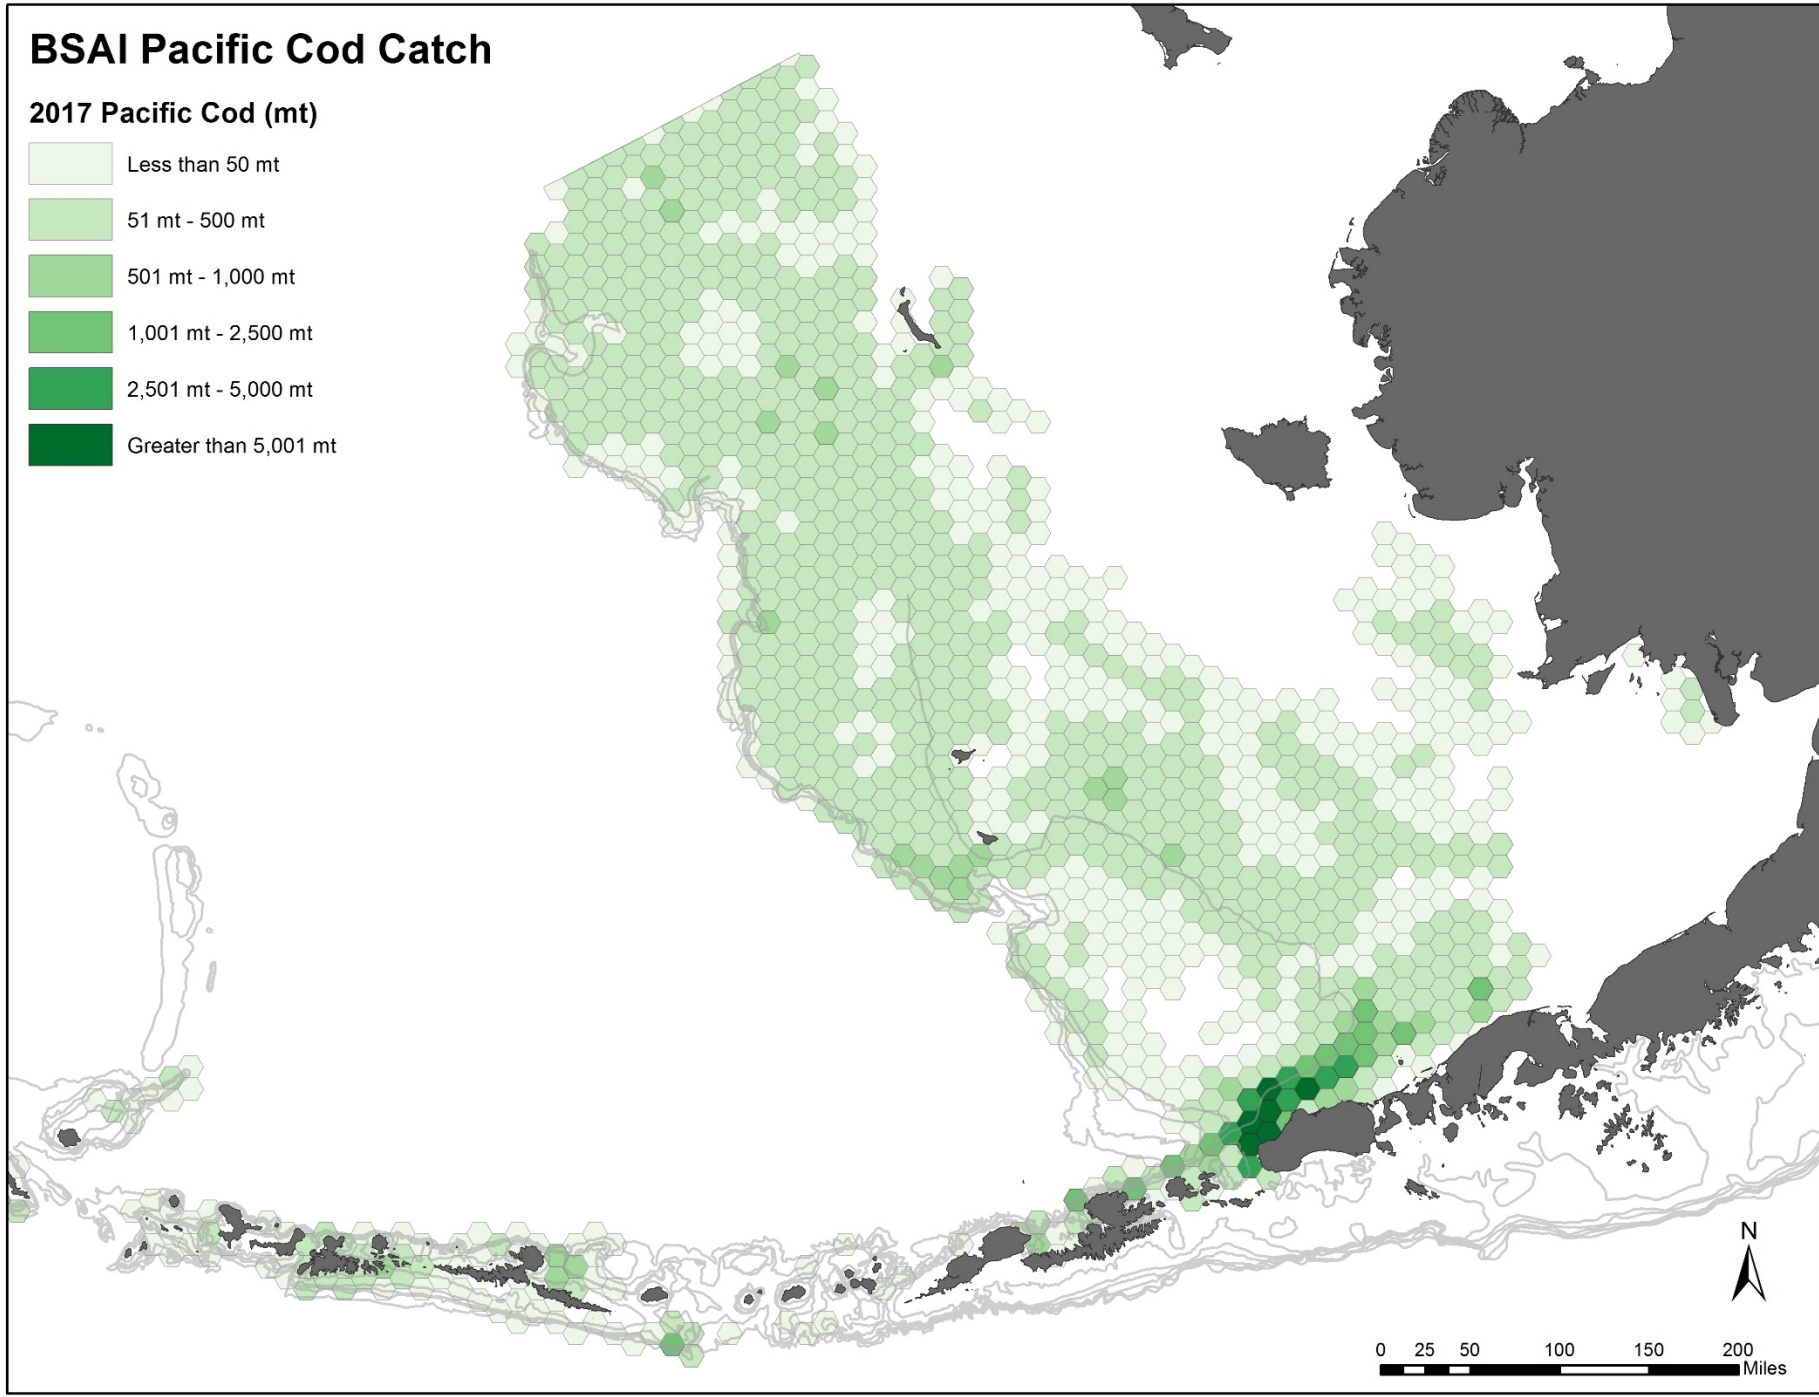 BSAI Pacific Cod Catch
2017 Pacific Cod (mt)
Less than 50 mt
51 mt - 500 mt
501 mt - 1,000 mt
1,001 mt - 2,500 mt
2,501 mt - 5,000 mt
Greater than 5,001 mt
N
0 25 50 100 150 200
Miles